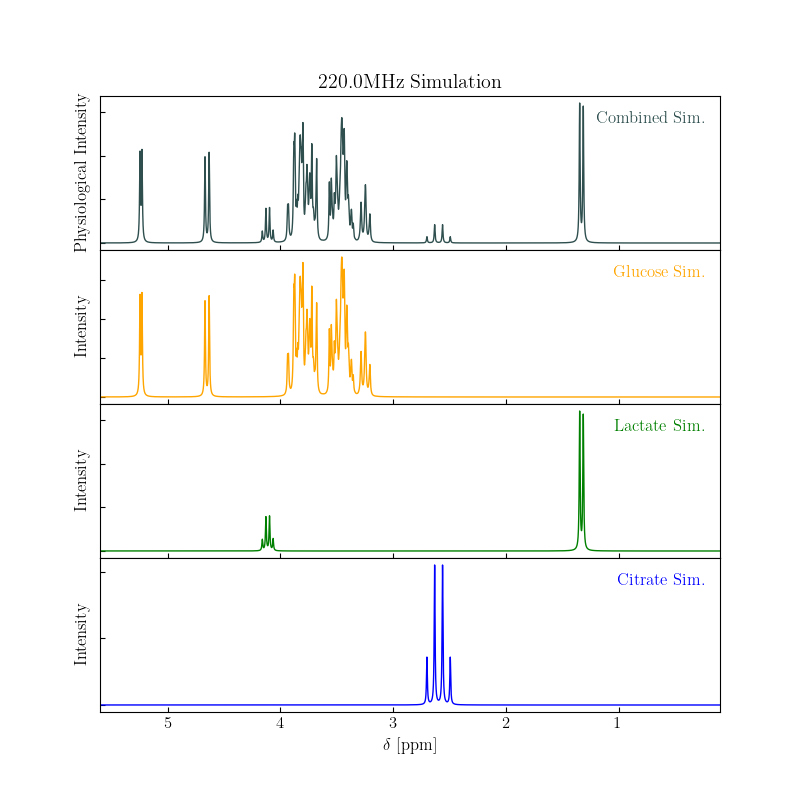 220.0MHz Simulation
Physiological Intensity
Combined Sim.
Intensity
Glucose Sim.
Intensity
Lactate Sim.
Intensity
Citrate Sim.
5 4 3 2 1
δ [ppm]